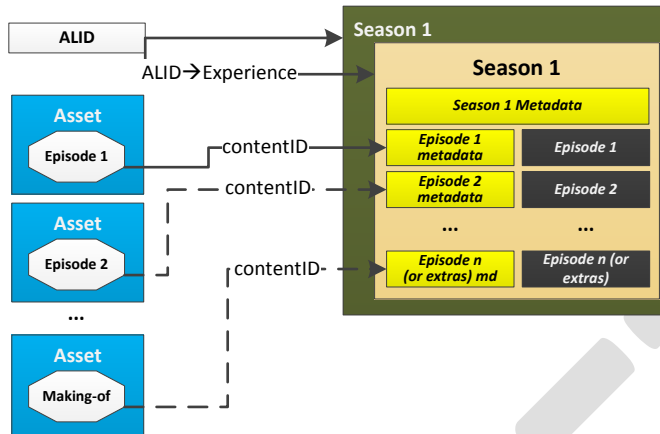 ALID
Season 1
ALID→Experience
Season 1
Season 1 Metadata
Asset
Episode 1
contentID
Episode 1
metadata
Episode 1
Asset
Episode 2
contentID
Episode 2
metadata
Episode 2
...
...
...
Asset
Making-of
contentID
Episode n
(or extras) md
Episode n (or
extras)